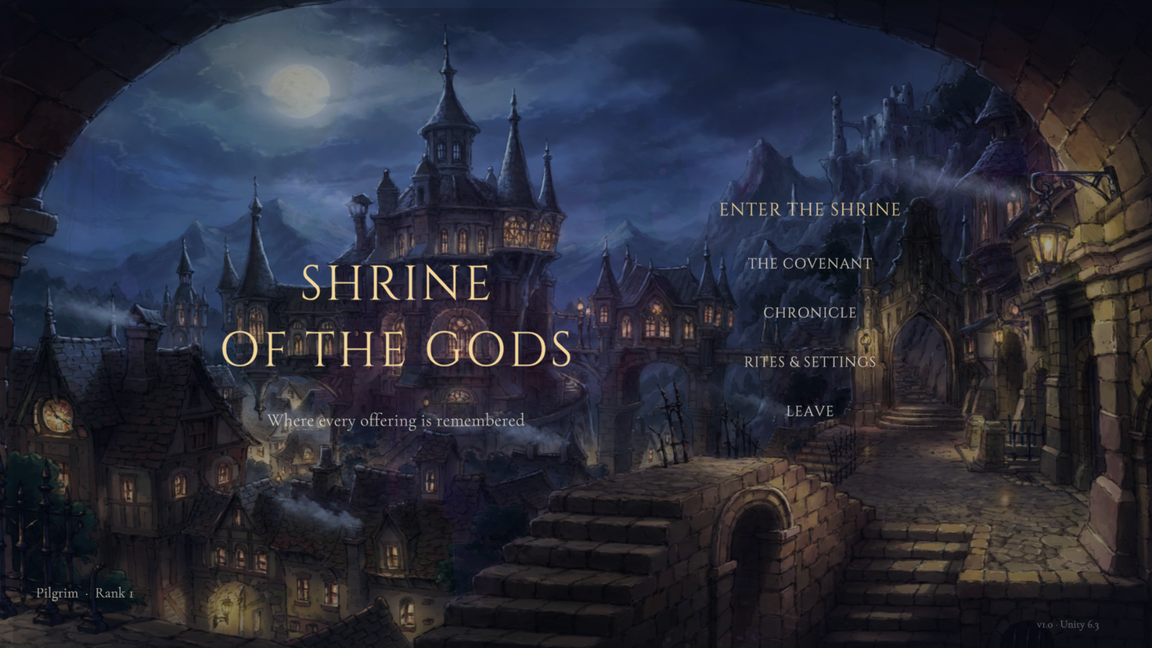 SHRINE
OF THE GODS
Where every offering is remembered
ENTER THE SHRINE
THE COVENANT
CHRONICLE
RITES & SETTINGS
LEAVE
Pilgrim · Rank 1
v1.0 · Unity 6.3